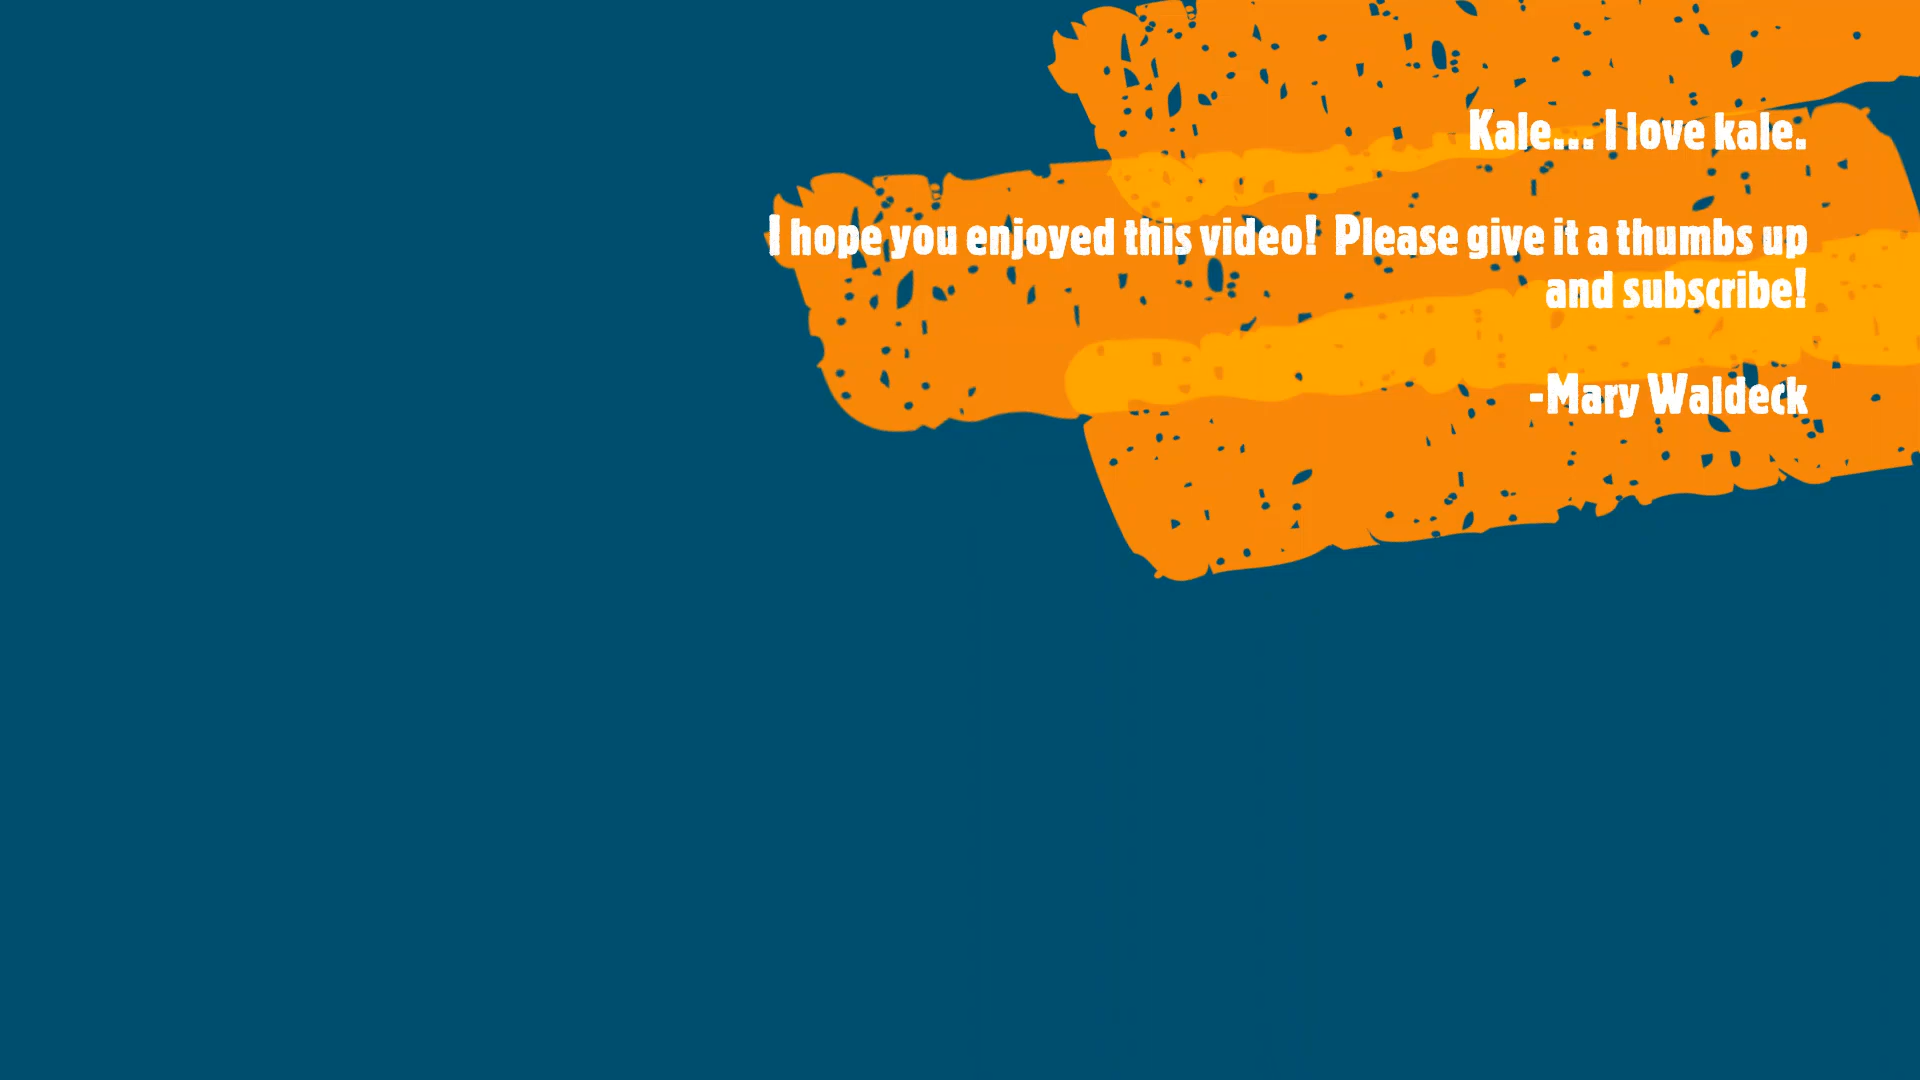 Kale... I love kale.
I hope you enjoyed this video!  Please give it a thumbs up
and subscribe!
-Mary Waldeck